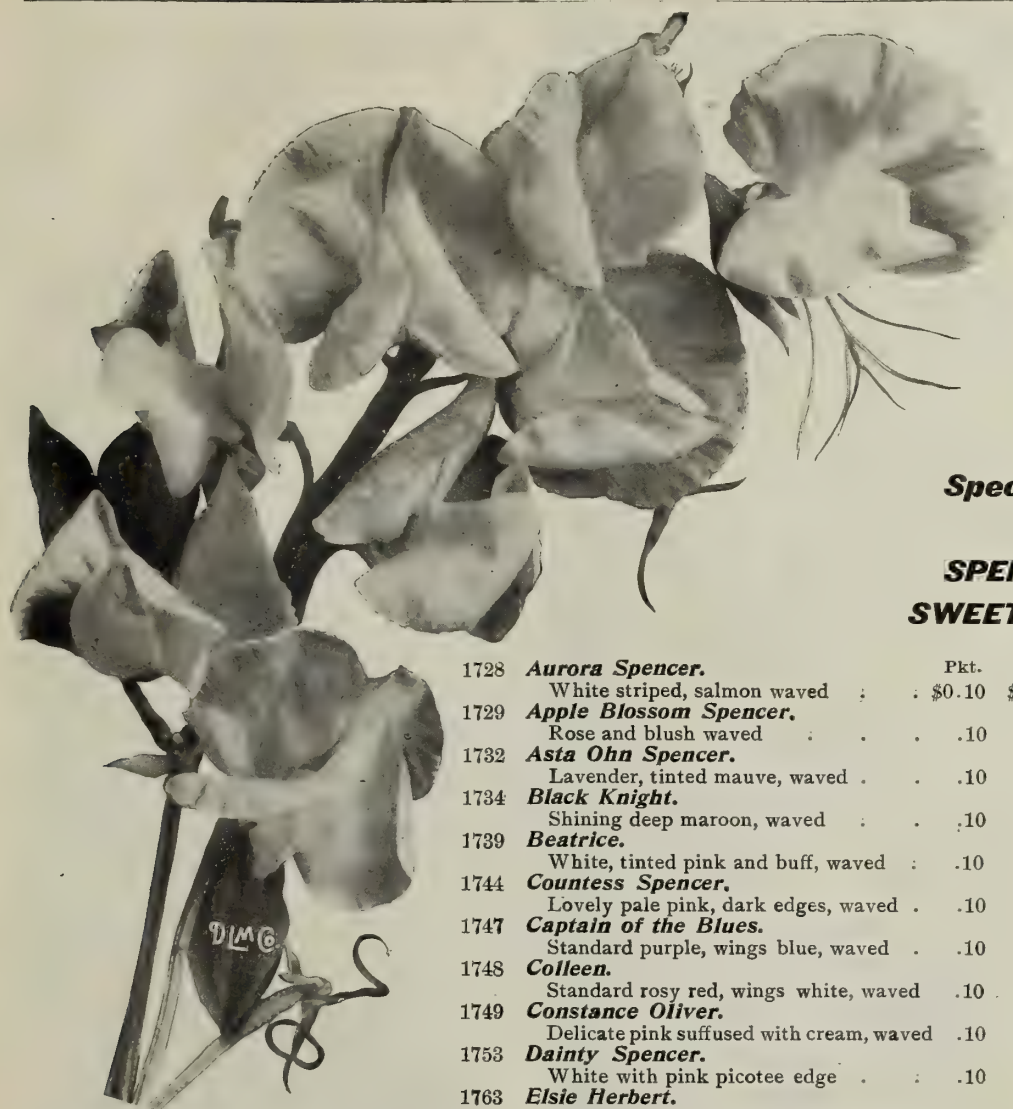 Spec
SPE
SWEET
Pkt.
1728 Aurora Spencer.
White striped, salmon waved . . $0.10 $
1729 Apple Blossom Spencer.
Rose and blush waved . . . .10
1732 Asta Ohn Spencer.
Lavender, tinted mauve, waved . . .10
1734 Black Knight.
Shining deep maroon, waved . . .10
1739 Beatrice.
White, tinted pink and buff, waved . .10
1744 Countess Spencer.
Lovely pale pink, dark edges, waved . .10
1747 Captain of the Blues.
Standard purple, wings blue, waved . .10
1748 Colleen.
Standard rosy red, wings white, waved .10
1749 Constance Oliver.
Delicate pink suffused with cream, waved .10
1753 Dainty Spencer.
White with pink picotee edge . . .10
1763 Elsie Herbert.
DLM Co